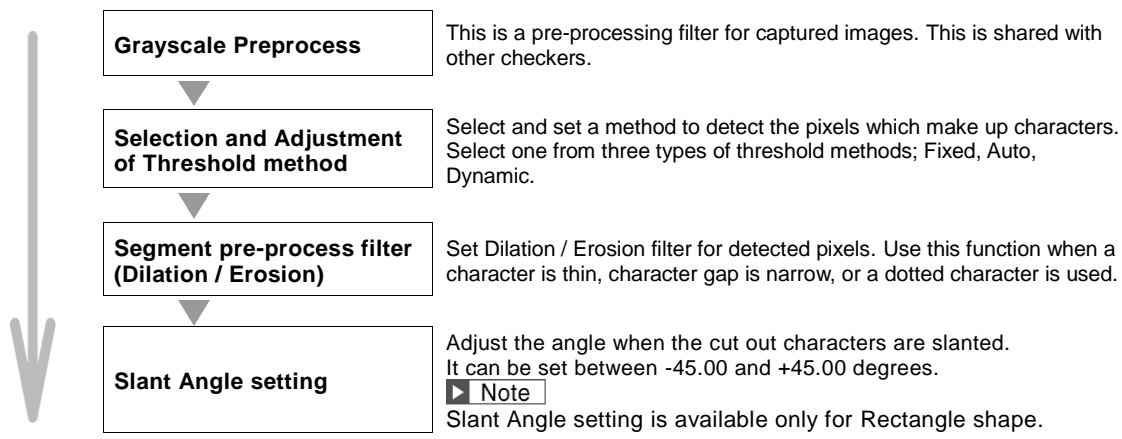 Grayscale Preprocess
This is a pre-processing filter for captured images. This is shared with
other checkers.
Selection and Adjustment
of Threshold method
Select and set a method to detect the pixels which make up characters.
Select one from three types of threshold methods; Fixed, Auto,
Dynamic.
Segment pre-process filter
(Dilation / Erosion)
Set Dilation / Erosion filter for detected pixels. Use this function when a
character is thin, character gap is narrow, or a dotted character is used.
Slant Angle setting
Adjust the angle when the cut out characters are slanted.
It can be set between -45.00 and +45.00 degrees.
Note
Slant Angle setting is available only for Rectangle shape.